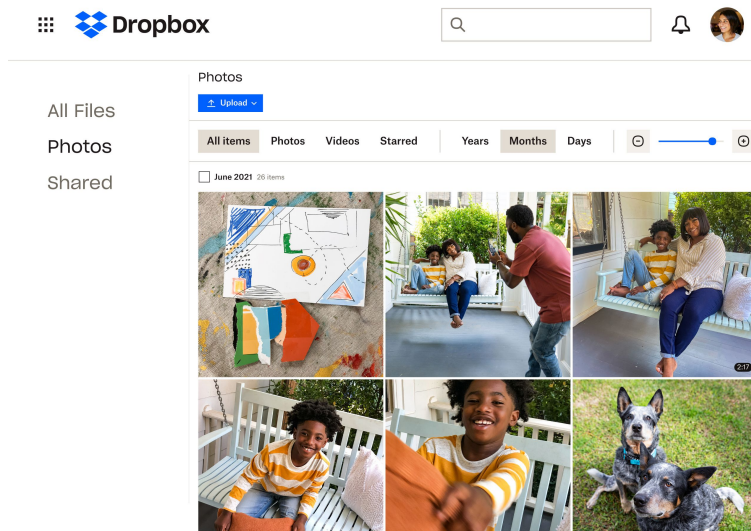 Dropbox
Photos
Upload
All Files
Photos
Shared
All items Photos Videos Starred Years Months Days
June 2021 26 items
2:17